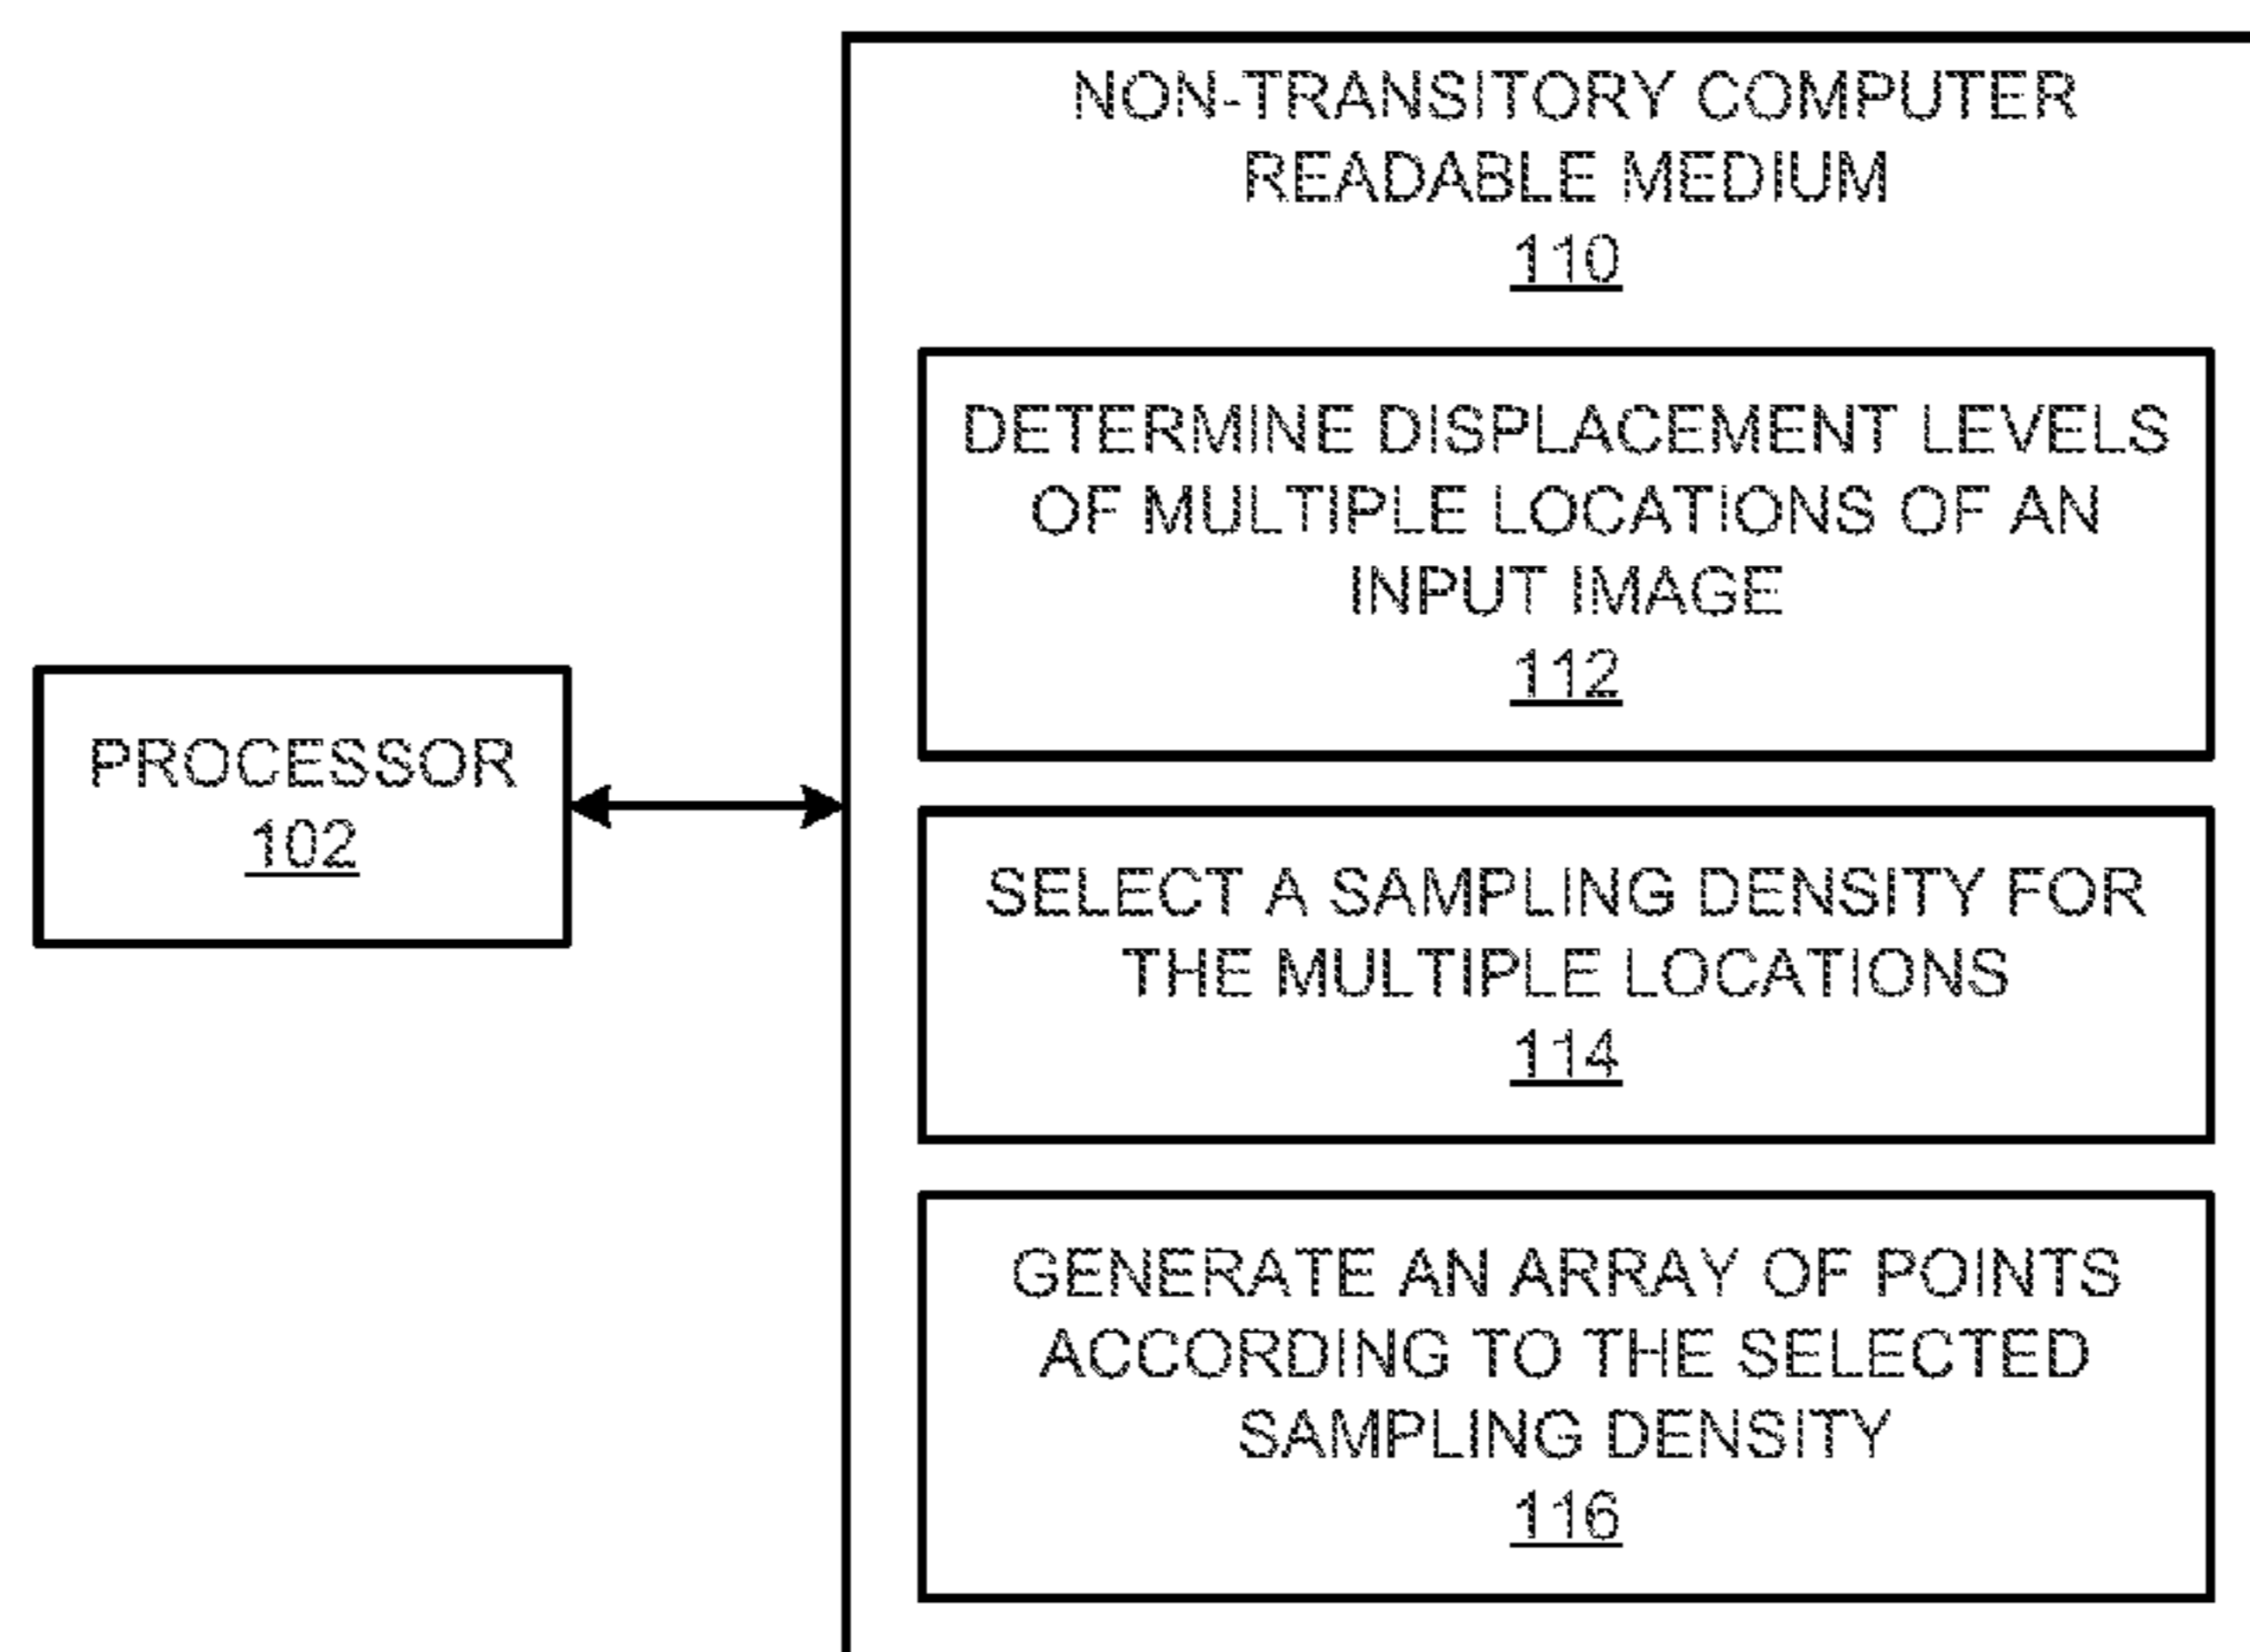 NON-TRANSITORY COMPUTER
READABLE MEDIUM
110
DETERMINE DISPLACEMENT LEVELS
OF MULTIPLE LOCATIONS OF AN
INPUT IMAGE
112
PROCESSOR
102
SELECT A SAMPLING DENSITY FOR
THE MULTIPLE LOCATIONS
114
GENERATE AN ARRAY OF POINTS
ACCORDING TO THE SELECTED
SAMPLING DENSITY
116